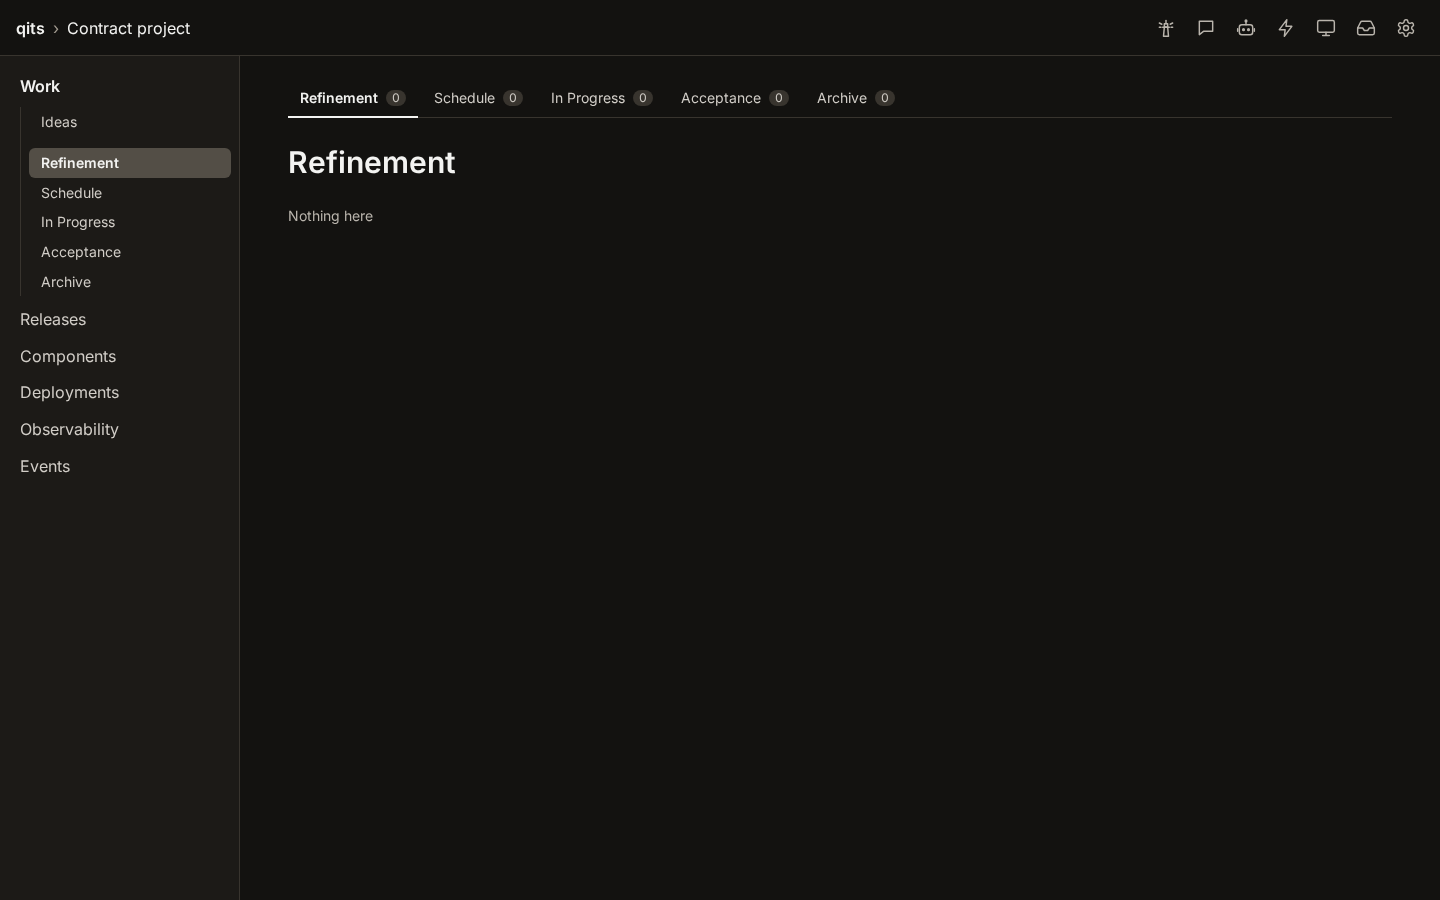 qits › Contract project
Work
Ideas
Refinement
Schedule
In Progress
Acceptance
Archive
Releases
Components
Deployments
Observability
Events
Refinement 0 Schedule 0 In Progress 0 Acceptance 0 Archive 0
Refinement
Nothing here